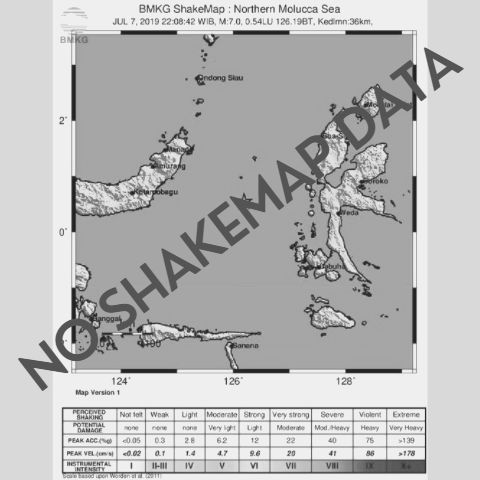 BMKG ShakeMap : Northern Molucca Sea
JUL 7, 2019 22:08:42 WIB, M:7.0, 0.54LU 126.19BT, Kedlmn:36km,
BMKG
Ondong Siau
2°
0°
Manado
Amurang
Kotamobagu
Soroko
Weda
Labuha
Banggai
Banana
NO SHAKEMAP DATA
124° 126° 128°
Map Version 1
PERCEIVED SHAKING Not felt Weak Light Moderate Strong Very strong Severe Violent Extreme
POTENTIAL DAMAGE none none none Very light Light Moderate Mod./Heavy Heavy Very Heavy
PEAK ACC.(%g) <0.05 0.3 2.8 6.2 12 22 40 75 >139
PEAK VEL.(cm/s) <0.02 0.1 1.4 4.7 9.6 20 41 86 >178
INSTRUMENTAL INTENSITY I II-III IV V VI VII VIII IX X+
Scale based upon Worden et al. (2011)